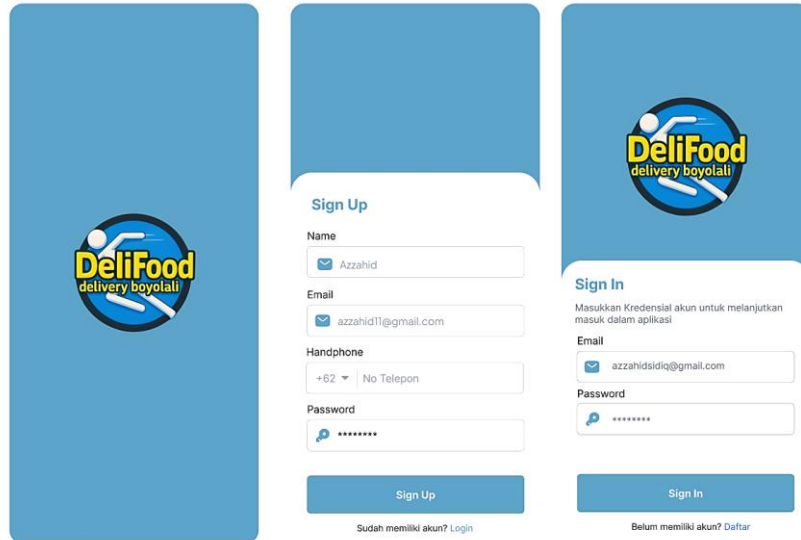 DeliFood
delivery boyolali
Sign Up
Name
Azzahid
Email
azzahid11@gmail.com
Handphone
+62 No Telepon
Password
********
Sign Up
Sudah memiliki akun? Login
DeliFood
delivery boyolali
Sign In
Masukkan Kredensial akun untuk melanjutkan
masuk dalam aplikasi
Email
azzahidsidiq@gmail.com
Password
********
Sign In
Belum memiliki akun? Daftar